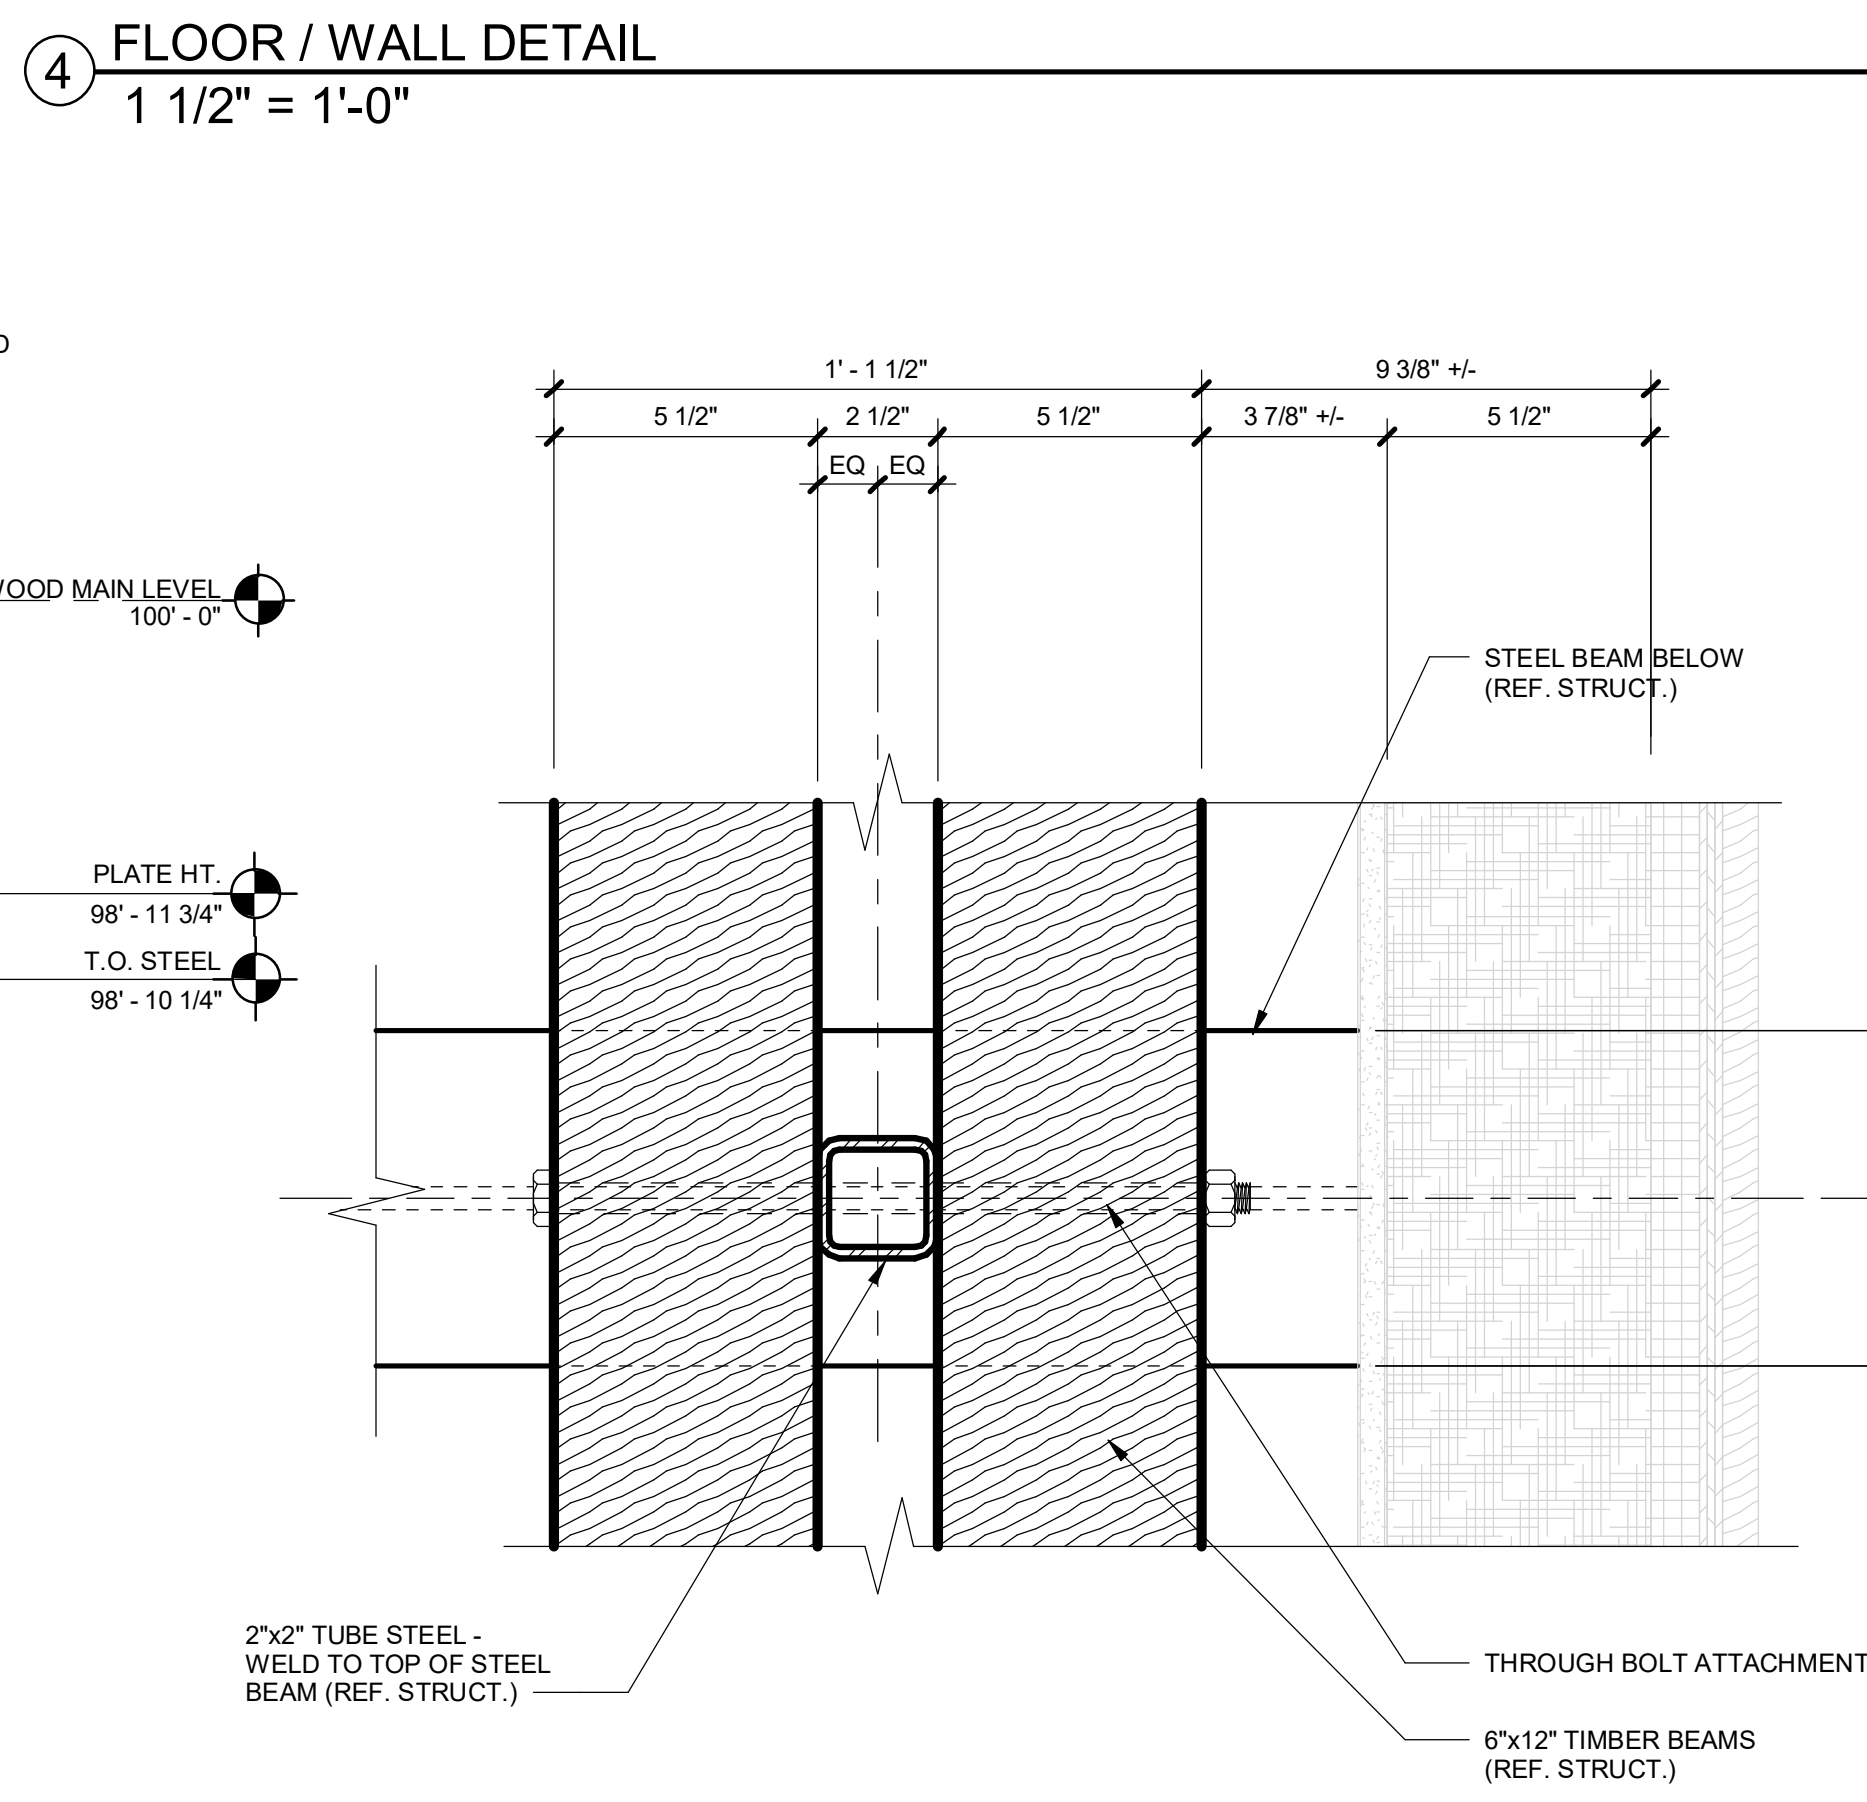 4
FLOOR / WALL DETAIL
1 1/2" = 1'-0"
1' - 1 1/2"
9 3/8" +/-
5 1/2"
2 1/2"
5 1/2"
3 7/8" +/-
5 1/2"
EQ
EQ
MAIN LEVEL
100' - 0"
STEEL BEAM BELOW
(REF. STRUCT.)
PLATE HT.
98' - 11 3/4"
T.O. STEEL
98' - 10 1/4"
2"x2" TUBE STEEL -
WELD TO TOP OF STEEL
BEAM (REF. STRUCT.)
THROUGH BOLT ATTACHMENT
6"x12" TIMBER BEAMS
(REF. STRUCT.)